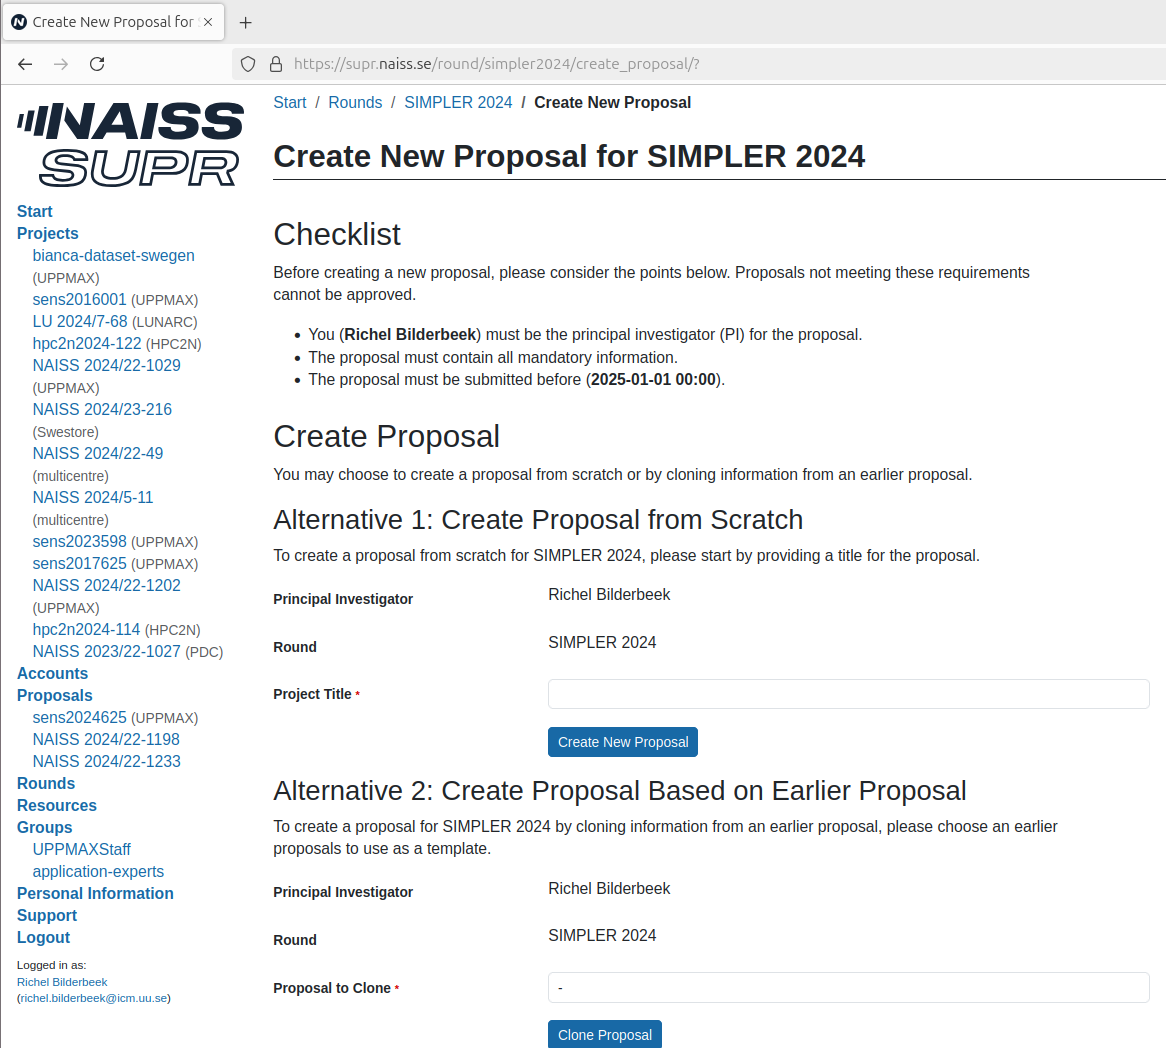 Create New Proposal for S
https://supr.naiss.se/round/simpler2024/create_proposal/?
NAISS
SUPR
Start
Projects
bianca-dataset-swegen
(UPPMAX)
sens2016001 (UPPMAX)
LU 2024/7-68 (LUNARC)
hpc2n2024-122 (HPC2N)
NAISS 2024/22-1029
(UPPMAX)
NAISS 2024/23-216
(Swestore)
NAISS 2024/22-49
(multicentre)
NAISS 2024/5-11
(multicentre)
sens2023598 (UPPMAX)
sens2017625 (UPPMAX)
NAISS 2024/22-1202
(UPPMAX)
hpc2n2024-114 (HPC2N)
NAISS 2023/22-1027 (PDC)
Accounts
Proposals
sens2024625 (UPPMAX)
NAISS 2024/22-1198
NAISS 2024/22-1233
Rounds
Resources
Groups
UPPMAXStaff
application-experts
Personal Information
Support
Logout
Logged in as:
Richel Bilderbeek
(richel.bilderbeek@icm.uu.se)
Start / Rounds / SIMPLER 2024 / Create New Proposal
Create New Proposal for SIMPLER 2024
Checklist
Before creating a new proposal, please consider the points below. Proposals not meeting these requirements
cannot be approved.
• You (Richel Bilderbeek) must be the principal investigator (PI) for the proposal.
• The proposal must contain all mandatory information.
• The proposal must be submitted before (2025-01-01 00:00).
Create Proposal
You may choose to create a proposal from scratch or by cloning information from an earlier proposal.
Alternative 1: Create Proposal from Scratch
To create a proposal from scratch for SIMPLER 2024, please start by providing a title for the proposal.
Principal Investigator Richel Bilderbeek
Round SIMPLER 2024
Project Title *
Create New Proposal
Alternative 2: Create Proposal Based on Earlier Proposal
To create a proposal for SIMPLER 2024 by cloning information from an earlier proposal, please choose an earlier
proposals to use as a template.
Principal Investigator Richel Bilderbeek
Round SIMPLER 2024
Proposal to Clone * -
Clone Proposal